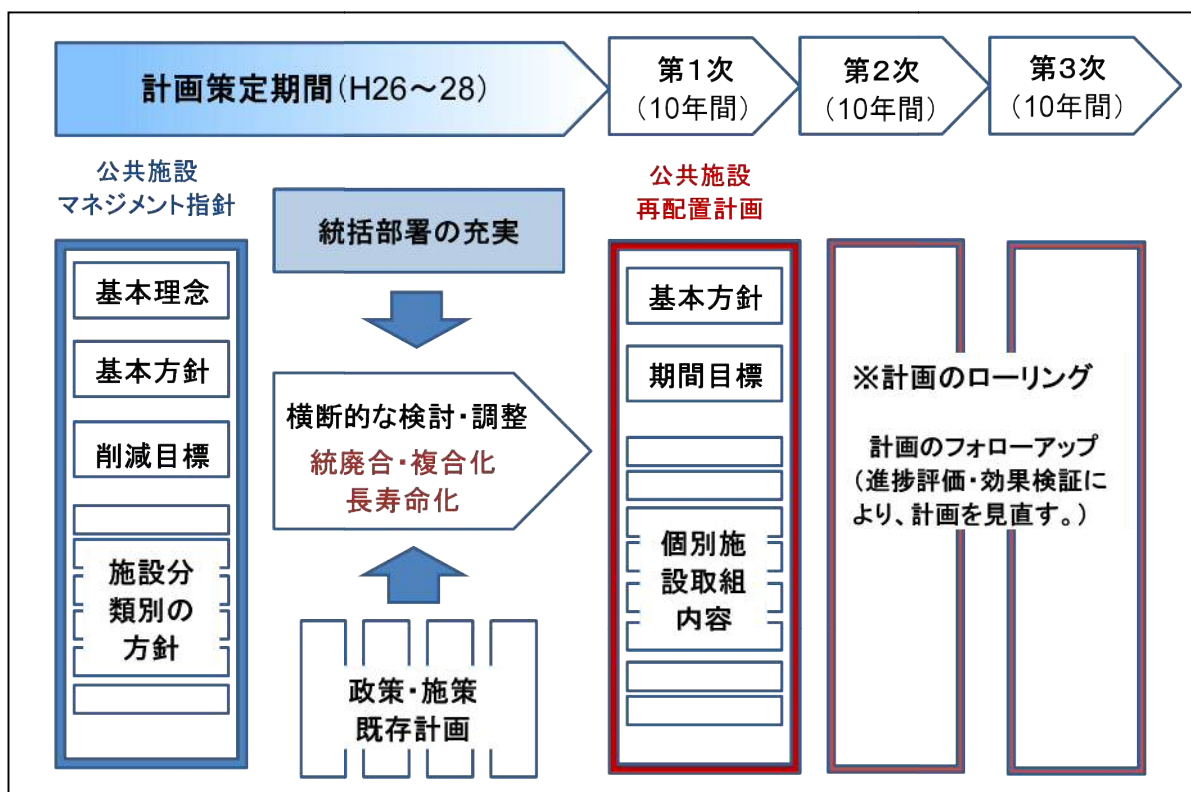 計画策定期間(H26～28)
第1次
(10年間)
第2次
(10年間)
第3次
(10年間)
公共施設
マネジメント指針
基本理念
基本方針
削減目標
施設分
類別の
方針
統括部署の充実
横断的な検討・調整
統廃合・複合化
長寿命化
政策・施策
既存計画
公共施設
再配置計画
基本方針
期間目標
個別施
設取組
内容
※計画のローリング
計画のフォローアップ
(進捗評価・効果検証に
より、計画を見直す。)